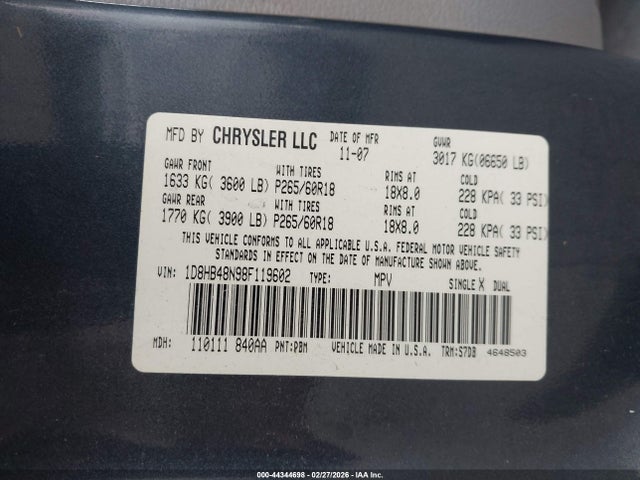 MFD BY CHRYSLER LLC DATE OF MFR 11-07 GVWR 3017 KG(06650 LB)
GAWR FRONT WITH TIRES RIMS AT COLD
1633 KG( 3600 LB) P265/60R18 18X8.0 228 KPA( 33 PSI)
GAWR REAR WITH TIRES RIMS AT COLD
1770 KG( 3900 LB) P265/60R18 18X8.0 228 KPA( 33 PSI)
THIS VEHICLE CONFORMS TO ALL APPLICABLE U.S.A. FEDERAL MOTOR VEHICLE SAFETY
STANDARDS IN EFFECT ON THE DATE OF MANUFACTURE SHOWN ABOVE.
VIN: 1D8HB48N98F119602 TYPE: MPV SINGLE X DUAL
MDH: 110111 840AA PNT:PBM VEHICLE MADE IN U.S.A. TRM:S7DB 4648503
000-44344698 - 02/27/2026 - IAA Inc.